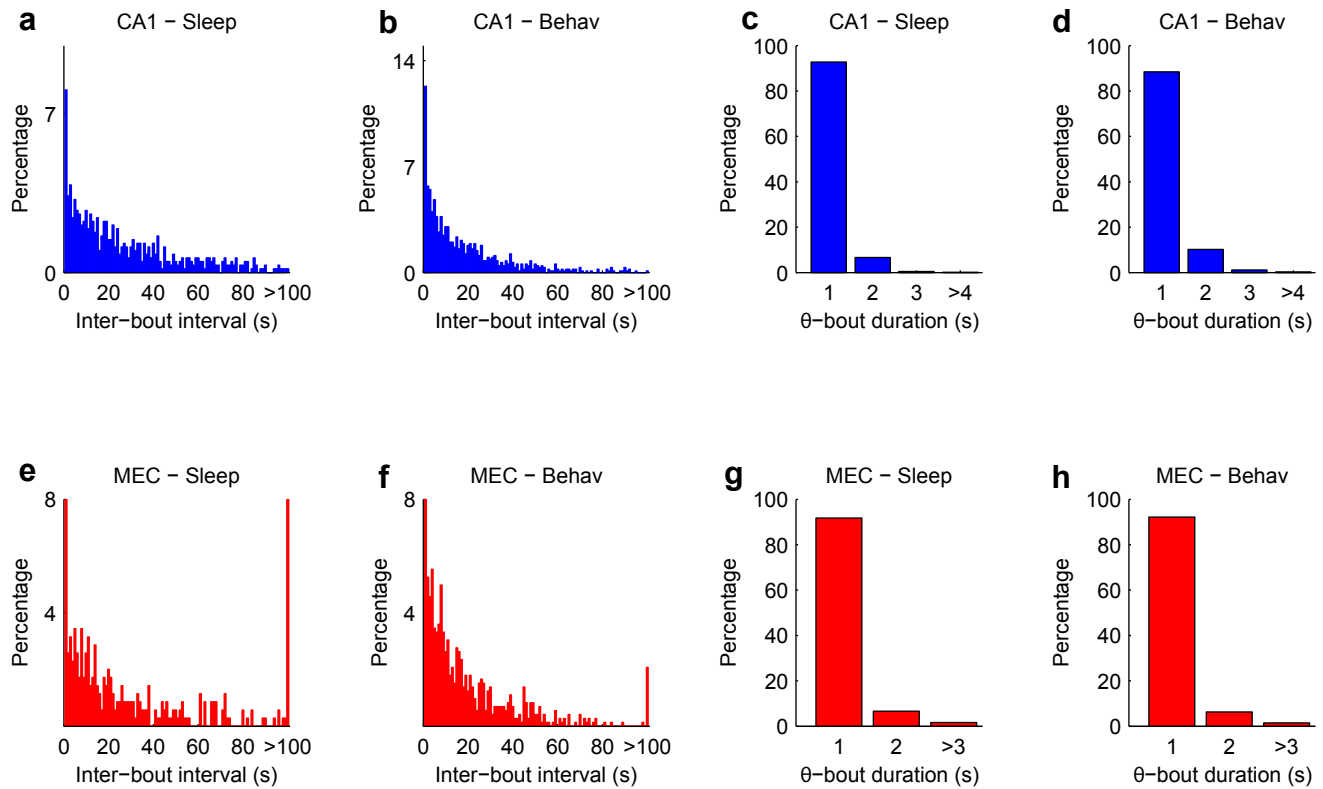 a
CA1 − Sleep
Percentage
7
0
0 20 40 60 80 >100
Inter−bout interval (s)
b
CA1 − Behav
Percentage
14
7
0
0 20 40 60 80 >100
Inter−bout interval (s)
c
CA1 − Sleep
Percentage
100
80
60
40
20
0
1 2 3 >4
θ−bout duration (s)
d
CA1 − Behav
Percentage
100
80
60
40
20
0
1 2 3 >4
θ−bout duration (s)
e
MEC − Sleep
Percentage
8
4
0 20 40 60 80 >100
Inter−bout interval (s)
f
MEC − Behav
Percentage
8
4
0 20 40 60 80 >100
Inter−bout interval (s)
g
MEC − Sleep
Percentage
100
80
60
40
20
0
1 2 >3
θ−bout duration (s)
h
MEC − Behav
Percentage
100
80
60
40
20
0
1 2 >3
θ−bout duration (s)